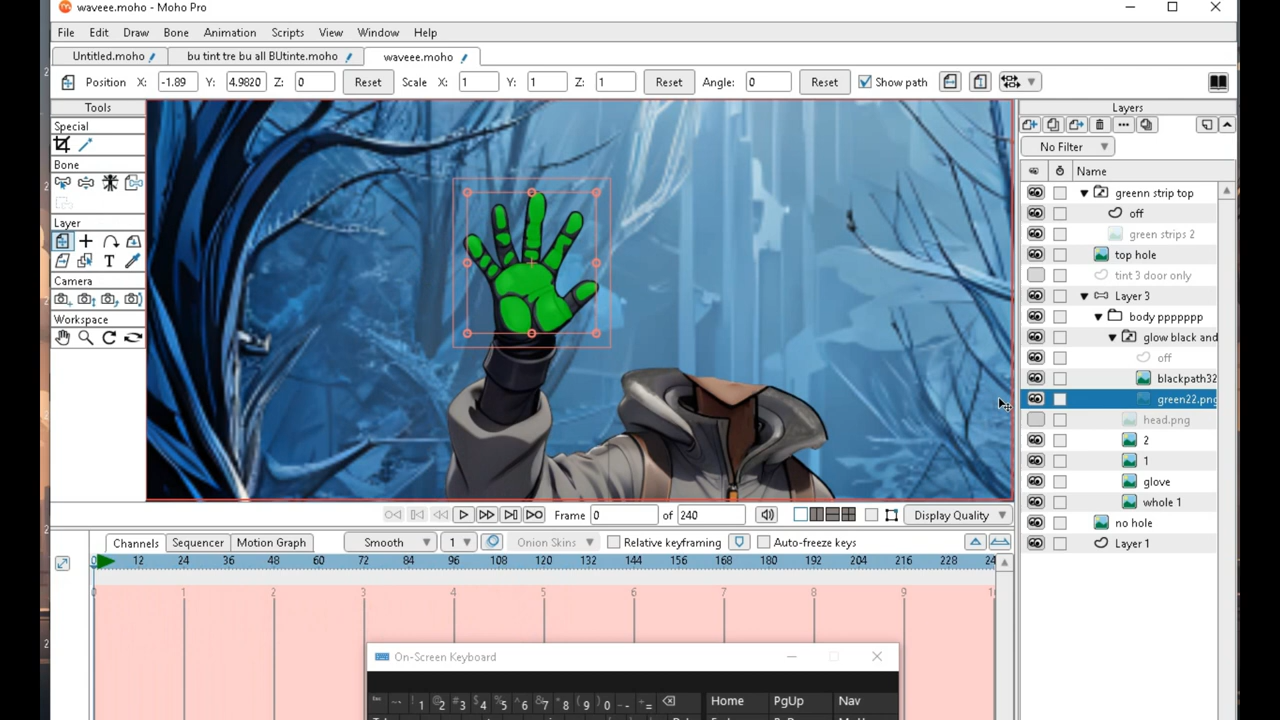 waveee.moho - Moho Pro
File Edit Draw Bone Animation Scripts View Window Help
Untitled.moho bu tint tre bu all BUtinte.moho waveee.moho
Position X: -1.89 Y: 4.9820 Z: 0 Reset Scale X: 1 Y: 1 Z: 1 Reset Angle: 0 Reset Show path
Tools
Special
Bone
Layer
T
Camera
Workspace
Layers
No Filter
Name
greenn strip top
off
green strips 2
top hole
tint 3 door only
Layer 3
body ppppppp
glow black and
off
blackpath32
green22.png
head.png
2
1
glove
whole 1
no hole
Layer 1
Frame 0 of 240 Display Quality
Channels Sequencer Motion Graph Smooth 1 Onion Skins Relative keyframing Auto-freeze keys
0 12 24 36 48 60 72 84 96 108 120 132 144 156 168 180 192 204 216 228 24
0 1 2 3 4 5 6 7 8 9 1
On-Screen Keyboard
! 1 @ 2 # 3 $ 4 % 5 ^ 6 & 7 * 8 ( 9 ) 0 _ - + = Home PgUp Nav